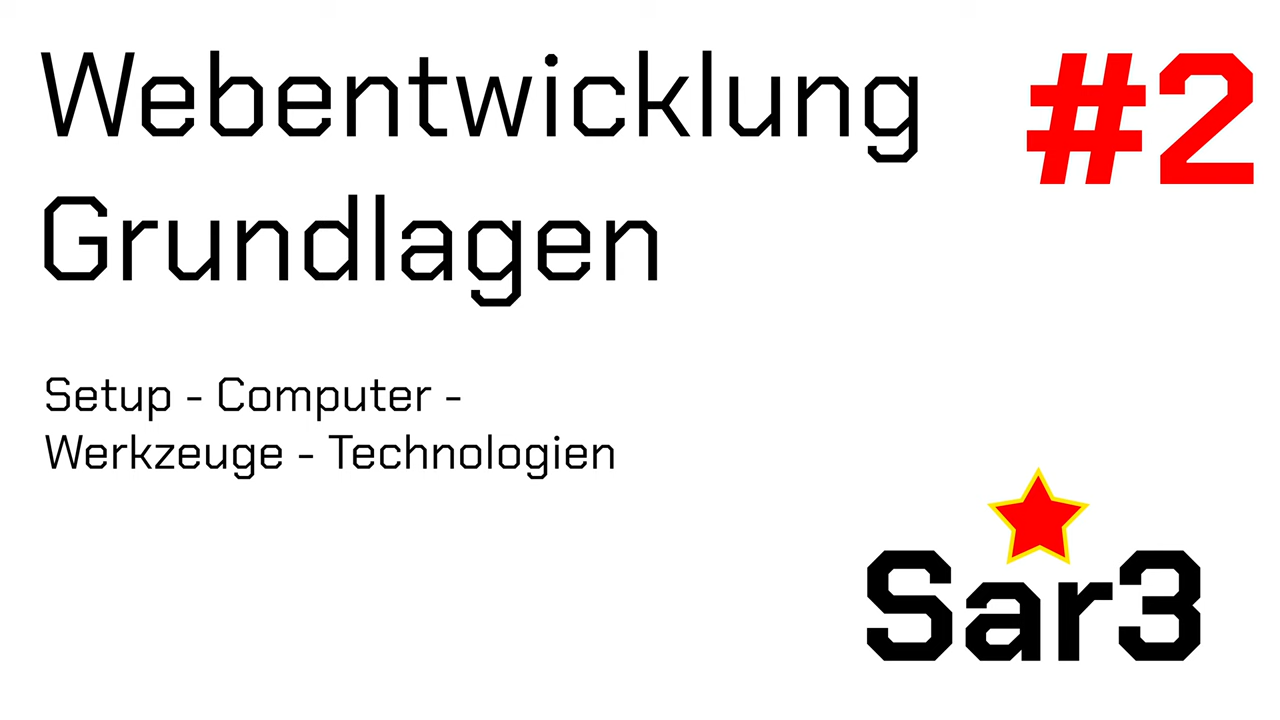 Webentwicklung
#2
Grundlagen
Setup - Computer -
Werkzeuge - Technologien
Sar3